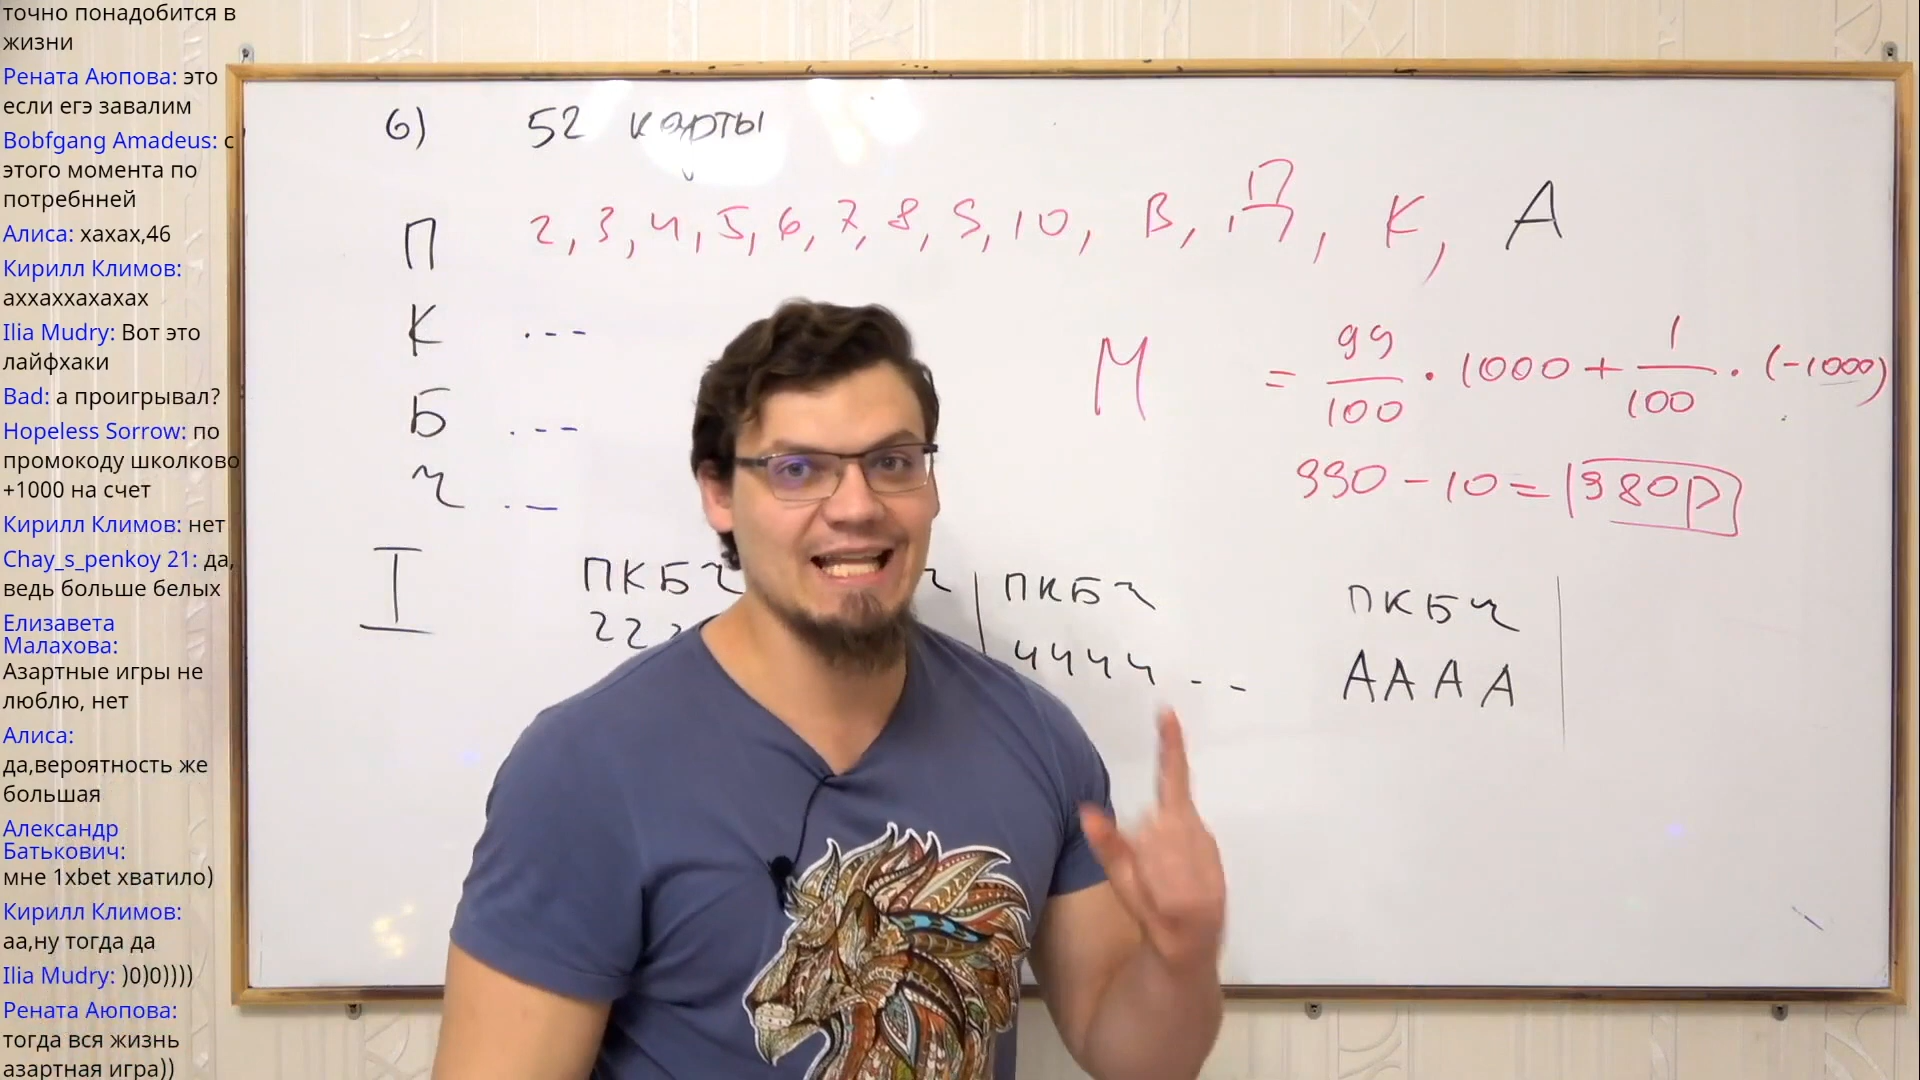 точно понадобится в
жизни
Рената Аюпова: это
если егэ завалим
Bobfgang Amadeus: с
этого момента по
потребнней
Алиса: хахах,46
Кирилл Климов:
аххаххахахах
Ilia Mudry: Вот это
лайфхаки
Bad: а проигрывал?
Hopeless Sorrow: по
промокоду школково
+1000 на счет
Кирилл Климов: нет
Chay_s_penkoy 21: да,
ведь больше белых
Елизавета
Малахова:
Азартные игры не
люблю, нет
Алиса:
да,вероятность же
большая
Александр
Батькович:
мне 1xbet хватило)
Кирилл Климов:
аа,ну тогда да
Ilia Mudry: )0)0))))
Рената Аюпова:
тогда вся жизнь
азартная игра))
6) 52 карты
П 2, 3, 4, 5, 6, 7, 8, 9, 10, В, Д, К, А
К ---
Б ---
Ч --
М = 99/100 · 1000 + 1/100 · (-1000)
990 - 10 = 980р
I ПКБЧ ч | ПКБЧ ПКБЧ |
222 4444 -- АААА